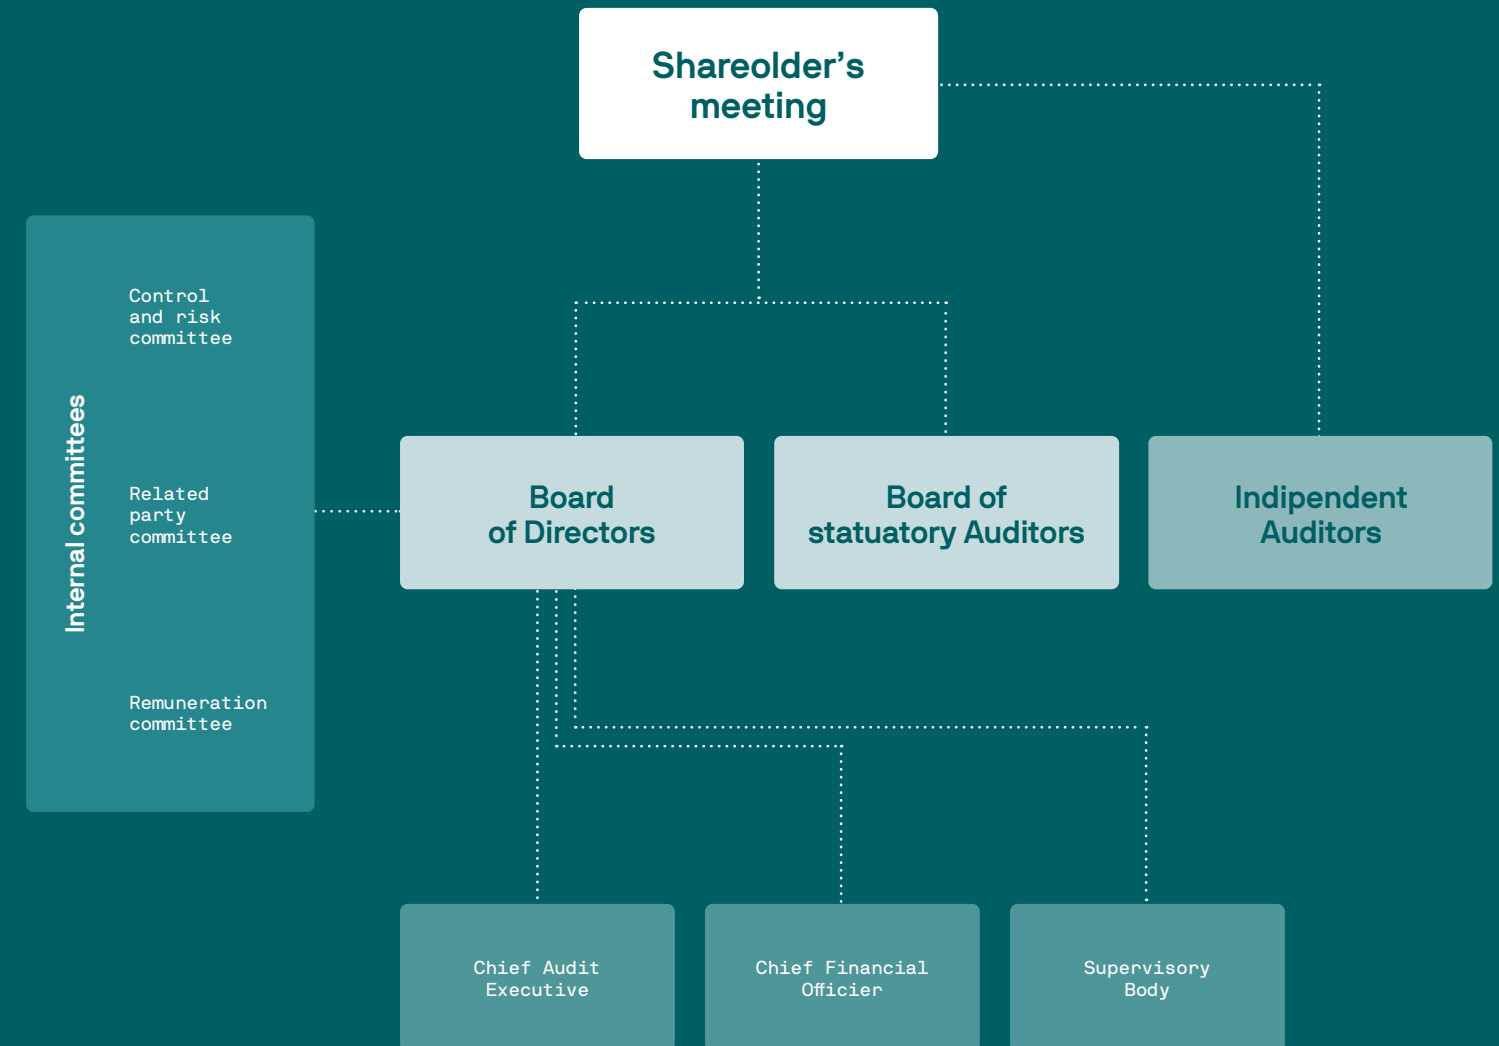 Shareolder’s
meeting
Internal committees
Control
and risk
committee
Related
party
committee
Remuneration
committee
Board
of Directors
Board of
statuatory Auditors
Indipendent
Auditors
Chief Audit
Executive
Chief Financial
Officier
Supervisory
Body